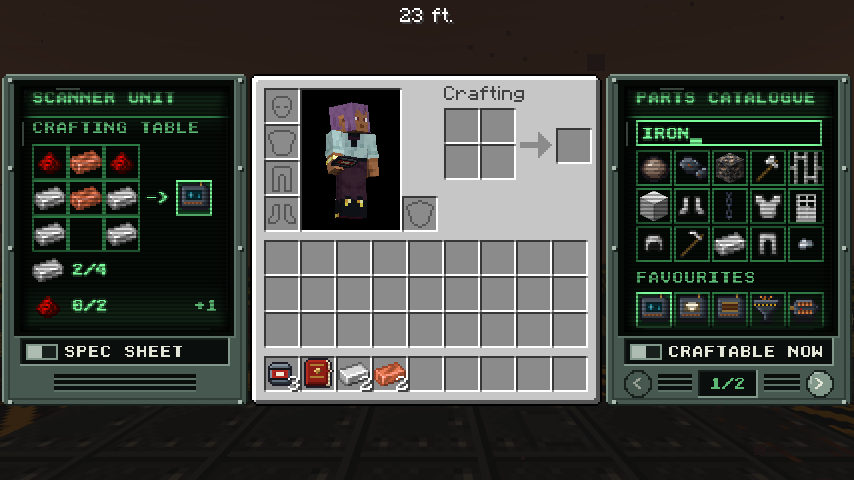 23 ft.
SCANNER UNIT
CRAFTING TABLE
2/4
0/2 +1
SPEC SHEET
Crafting
3
2
2
PARTS CATALOGUE
IRON_
FAVOURITES
CRAFTABLE NOW
1/2